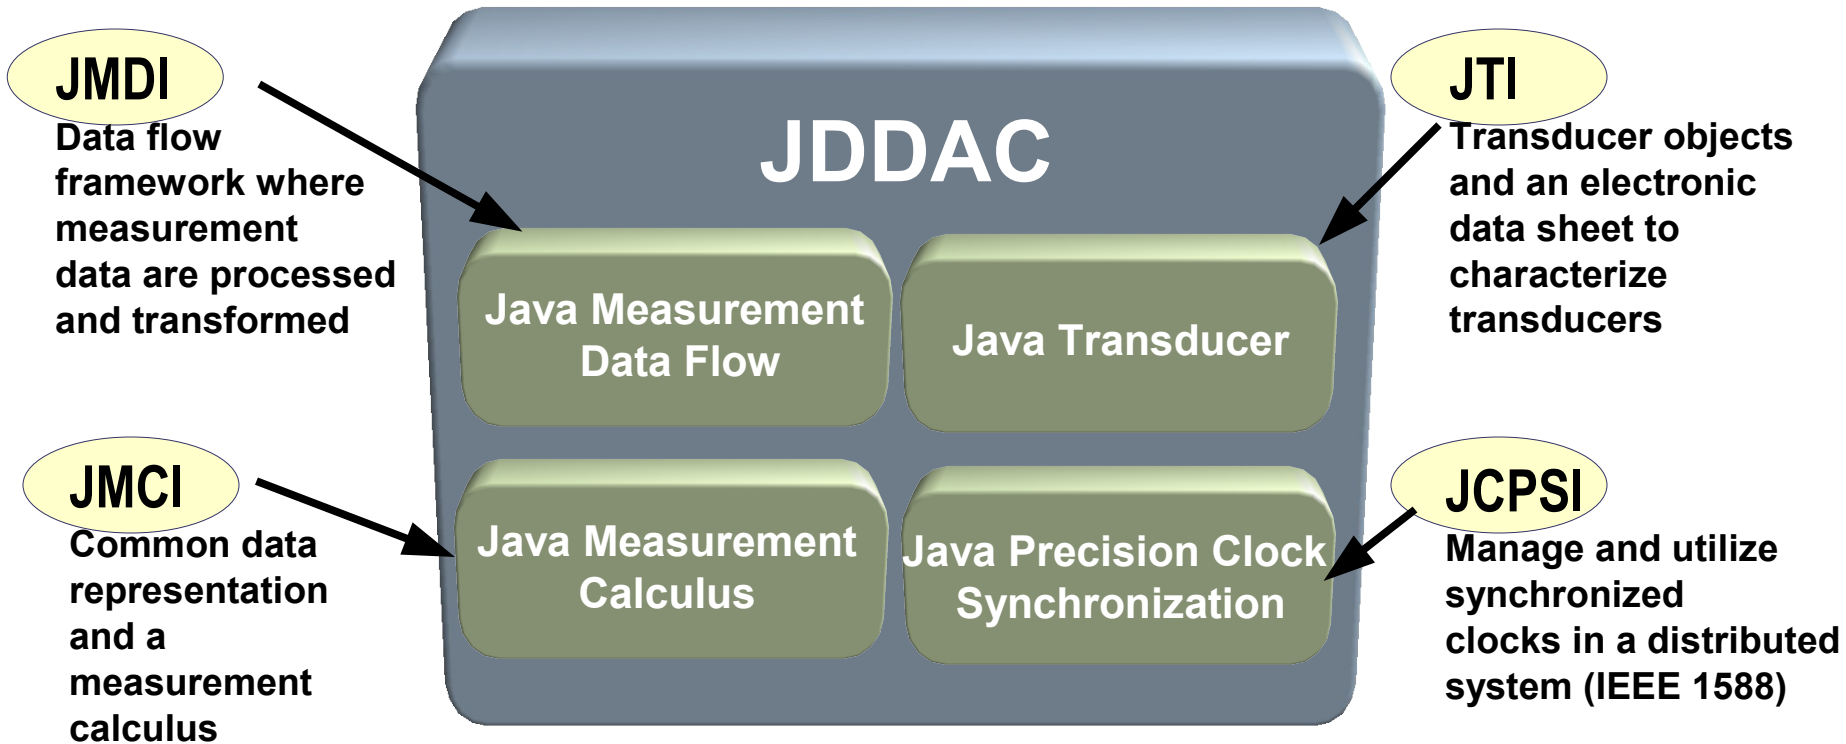 JMDI
Data flow
framework where
measurement
data are processed
and transformed
JDDAC
JTI
Transducer objects
and an electronic
data sheet to
characterize
transducers
Java Measurement
Data Flow
Java Transducer
JMCI
Common data
representation
and a
measurement
calculus
Java Measurement
Calculus
Java Precision Clock
Synchronization
JCPSI
Manage and utilize
synchronized
clocks in a distributed
system (IEEE 1588)